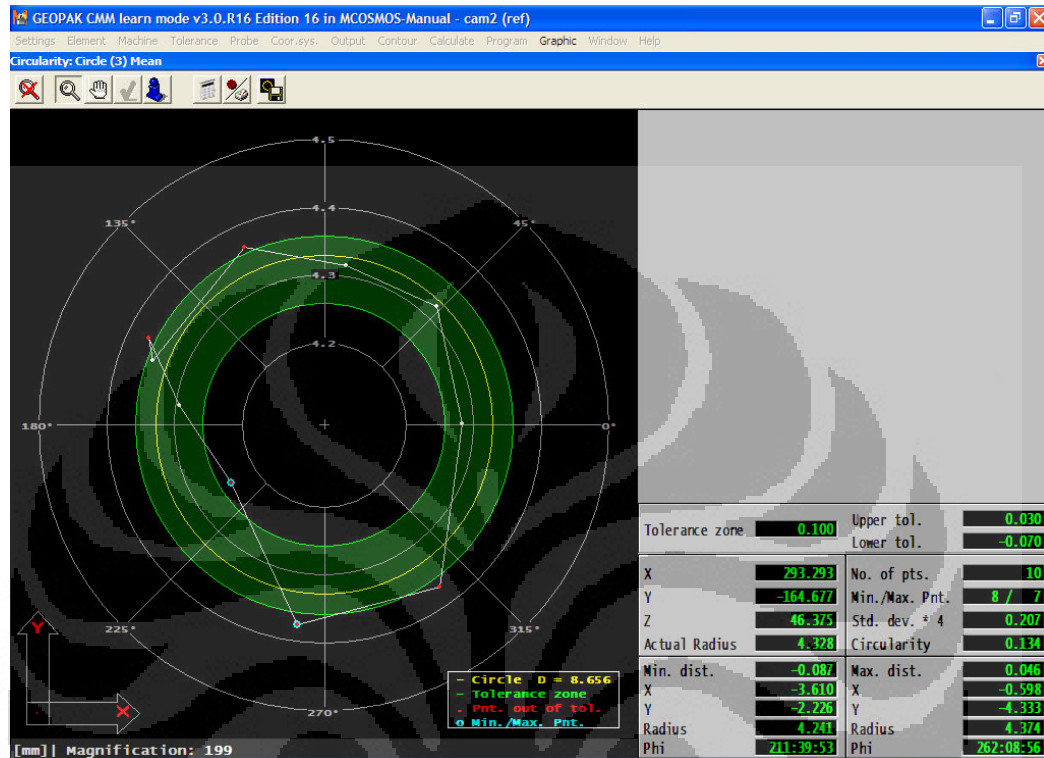 GEOPAK CMM learn mode v3.0.R16 Edition 16 in MCOSMOS-Manual - cam2 (ref)
Settings Element Machine Tolerance Probe Coor.sys. Output Contour Calculate Program Graphic Window Help
Circularity: Circle (3) Mean
4.5
4.4
135°
45°
4.3
4.2
180°
0°
225°
315°
270°
Y
X
- Circle D = 8.656
- Tolerance zone
. Pnt. out of tol.
o Min./Max. Pnt.
[mm]| Magnification: 199
Tolerance zone 0.100 Upper tol. 0.030
Lower tol. -0.070
X 293.293 No. of pts. 10
Y -164.677 Min./Max. Pnt. 8 / 7
Z 46.375 Std. dev. * 4 0.207
Actual Radius 4.328 Circularity 0.134
Min. dist. -0.087 Max. dist. 0.046
X -3.610 X -0.598
Y -2.226 Y -4.333
Radius 4.241 Radius 4.374
Phi 211:39:53 Phi 262:08:56